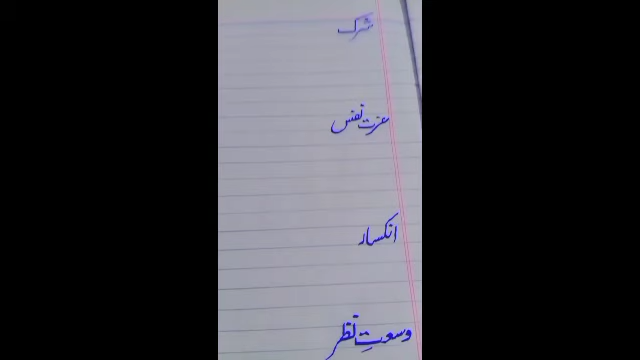 شرک
عزت نفس
انکسار
وسعتِ نظر